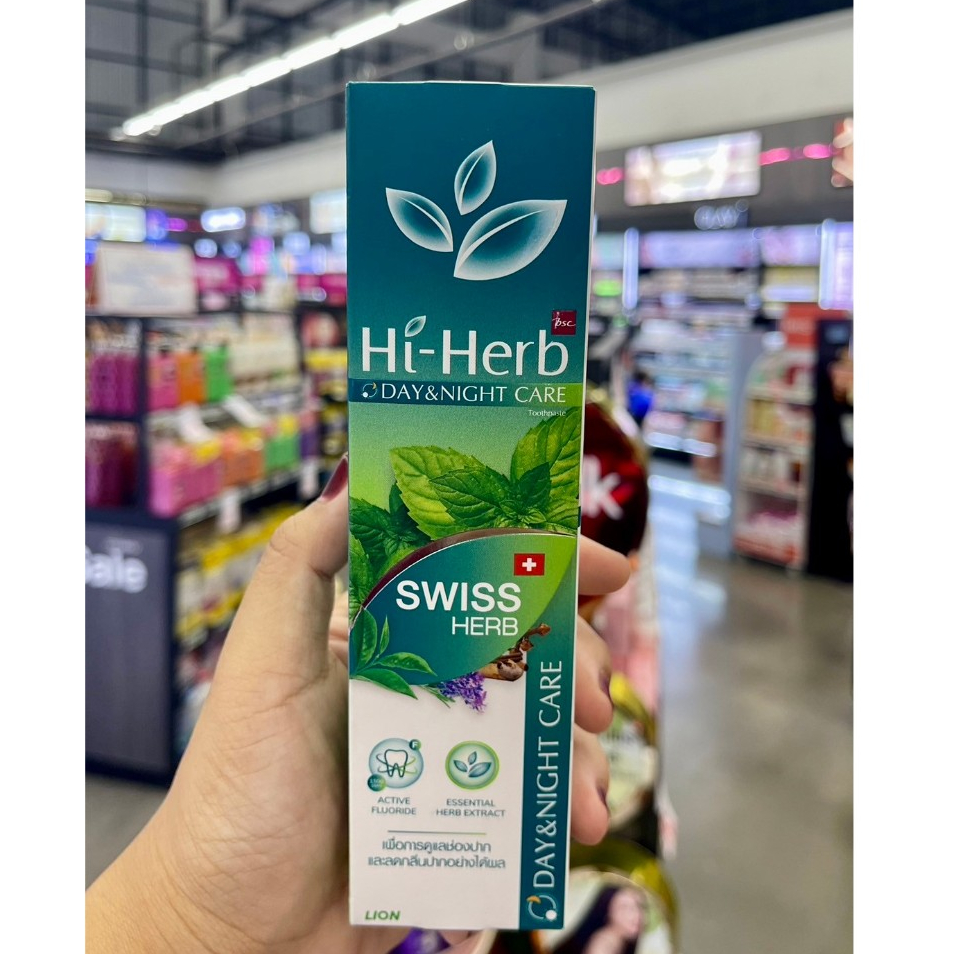 bsc
Hi-Herb
DAY&NIGHT CARE
Toothpaste
SWISS
HERB
DAY&NIGHT CARE
F
ACTIVE
FLUORIDE
ESSENTIAL
HERB EXTRACT
เพื่อการดูแลช่องปาก
และลดกลิ่นปากอย่างได้ผล
LION
Sale
k